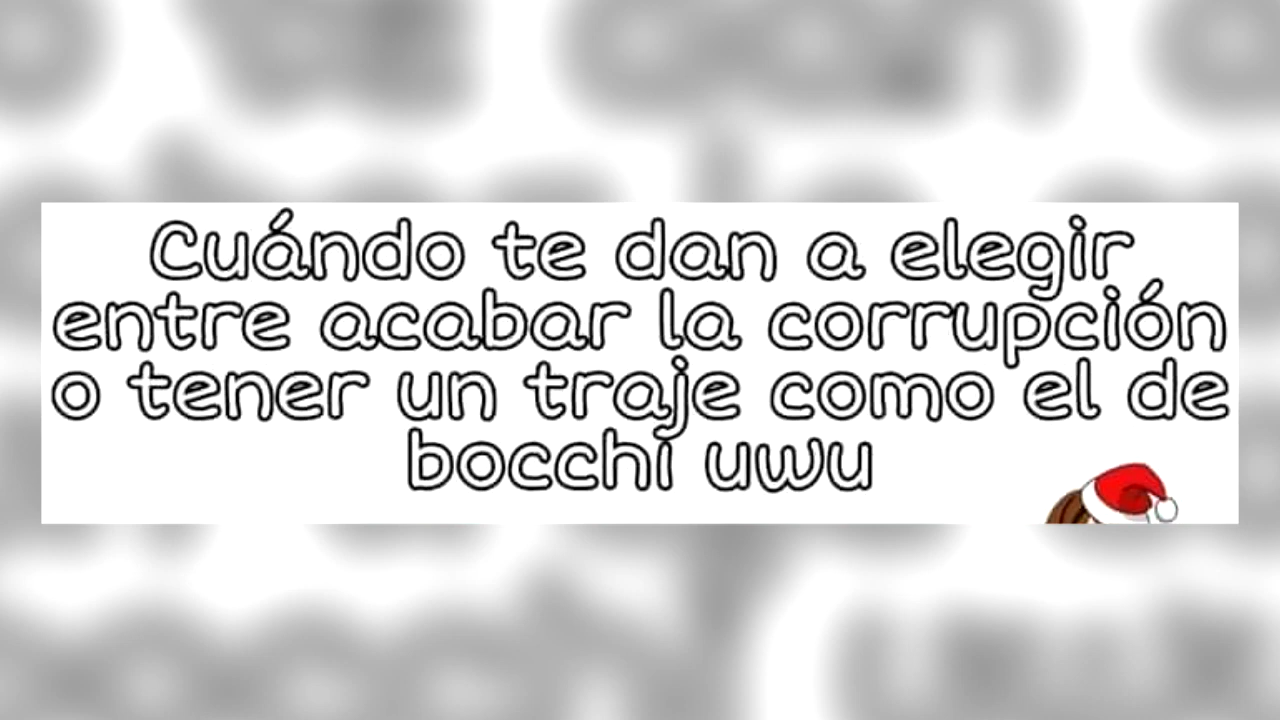 Cuándo te dan a elegir
entre acabar la corrupción
o tener un traje como el de
bocchi uwu